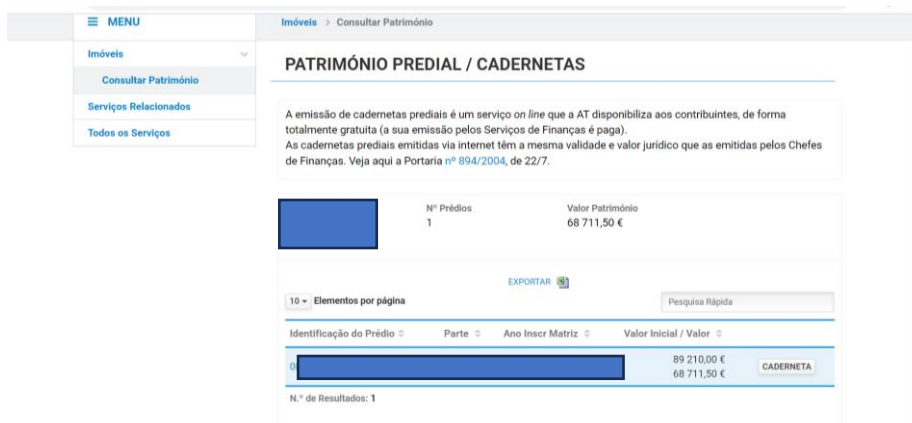 ≡ MENU
Imóveis > Consultar Património
Imóveis
Consultar Património
Serviços Relacionados
Todos os Serviços
PATRIMÓNIO PREDIAL / CADERNETAS
A emissão de cadernetas prediais é um serviço on line que a AT disponibiliza aos contribuintes, de forma
totalmente gratuita (a sua emissão pelos Serviços de Finanças é paga).
As cadernetas prediais emitidas via internet têm a mesma validade e valor jurídico que as emitidas pelos Chefes
de Finanças. Veja aqui a Portaria nº 894/2004, de 22/7.
Nº Prédios Valor Património
1 68 711,50 €
EXPORTAR
10 Elementos por página Pesquisa Rápida
Identificação do Prédio Parte Ano Inscr Matriz Valor Inicial / Valor
89 210,00 €
68 711,50 € CADERNETA
N.º de Resultados: 1